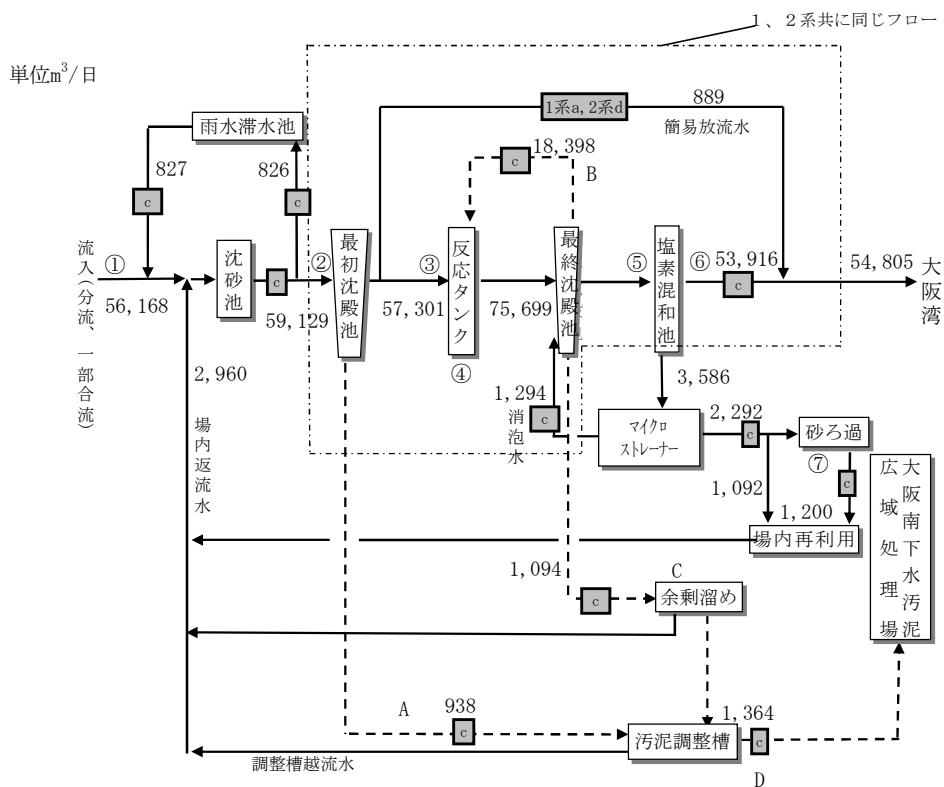 1、2系共に同じフロー
単位m³/日
1系a,2系d
889
簡易放流水
雨水滞水池
827
826
c
c
c
18,398
B
流入(分流、一部合流)
①
56,168
沈砂池
c
59,129
②
最初沈殿池
③
57,301
反応タンク
④
75,699
最終沈殿池
⑤
塩素混和池
⑥
53,916
c
54,805
大阪湾
2,960
場内返流水
1,294
c
消泡水
3,586
マイクロ
ストレーナー
2,292
c
砂ろ過
⑦
c
1,092
1,200
場内再利用
大阪南下水汚泥
広域処理場
1,094
c
C
余剰溜め
A
938
c
汚泥調整槽
1,364
c
D
調整槽越流水